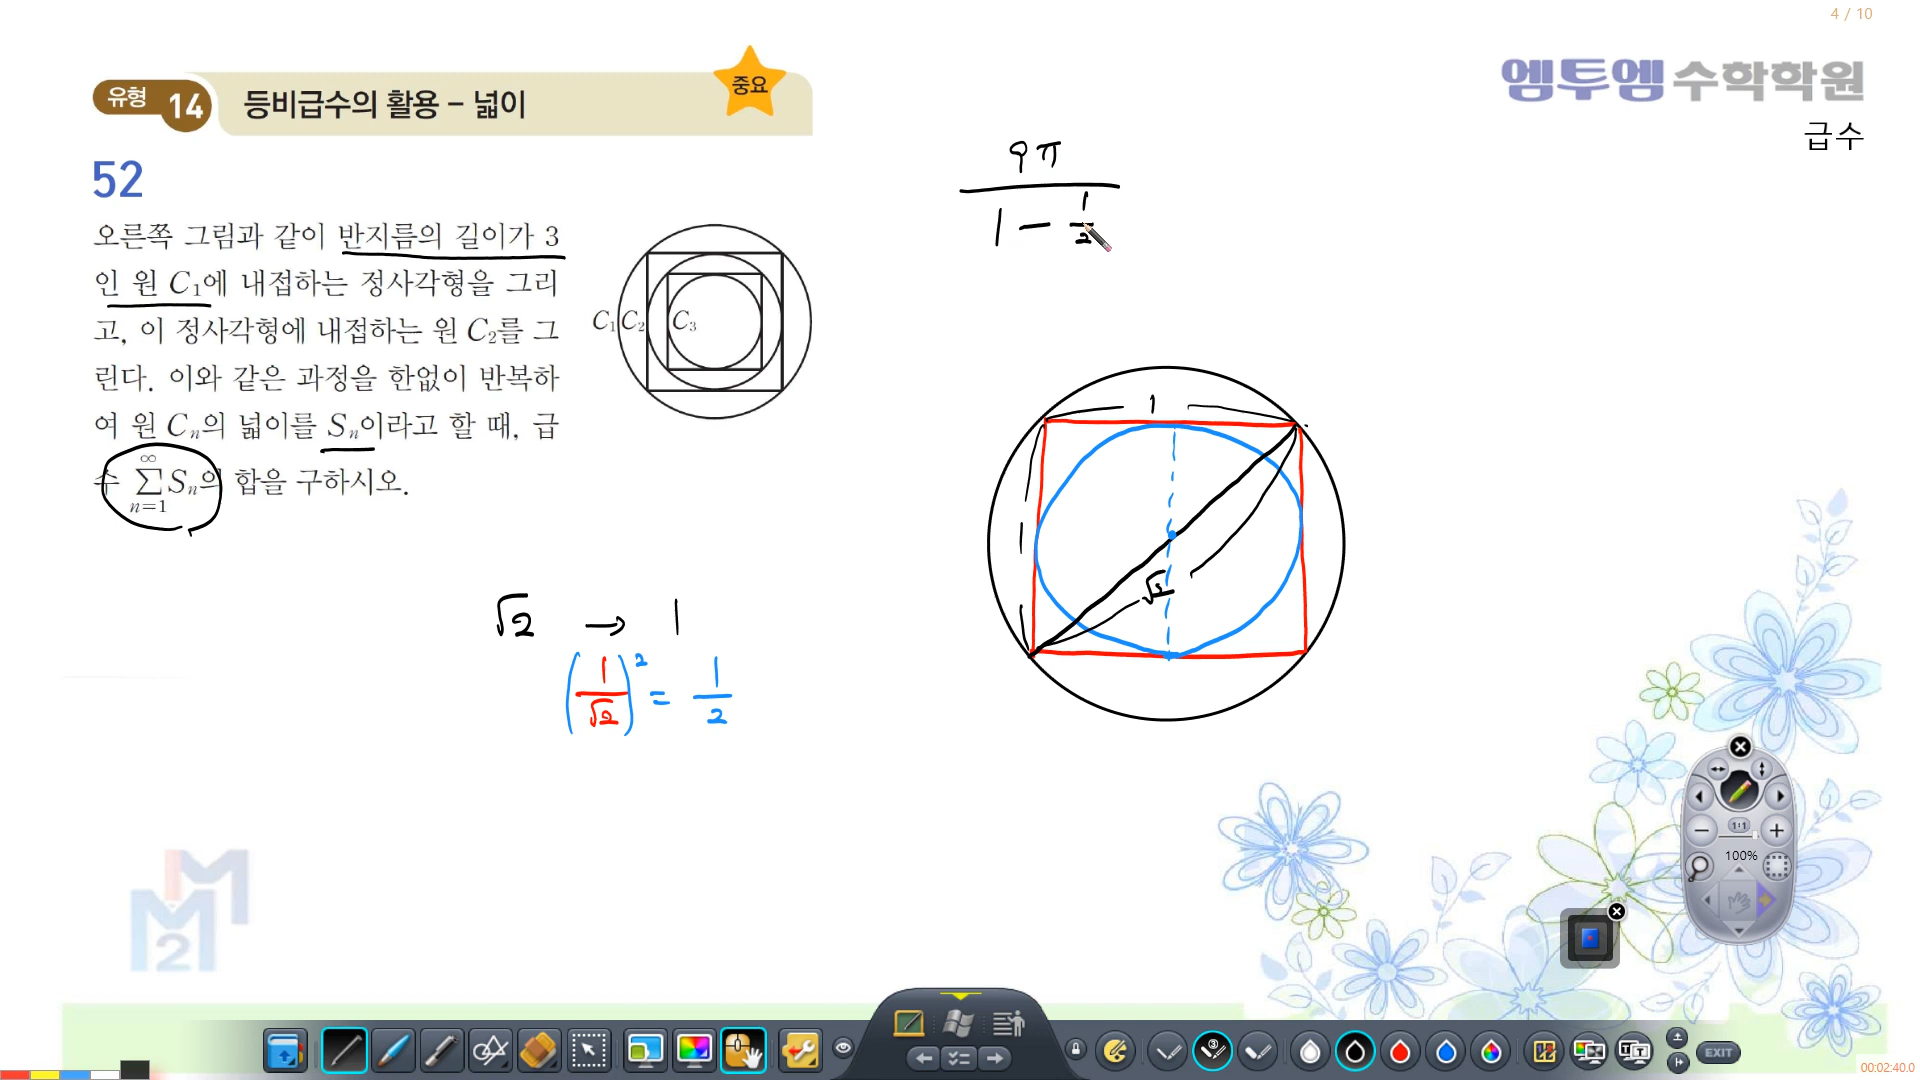 4 / 10
엠투엠수학학원
급수
유형 14 등비급수의 활용 – 넓이
중요
52
오른쪽 그림과 같이 반지름의 길이가 3
인 원 C₁에 내접하는 정사각형을 그리
고, 이 정사각형에 내접하는 원 C₂를 그
린다. 이와 같은 과정을 한없이 반복하
여 원 Cₙ의 넓이를 Sₙ이라고 할 때, 급
수 ∞∑n=1 Sₙ의 합을 구하시오.
C₁ C₂ C₃
9π
1 − 1/2
1
1
√2
√2 → 1
(1/√2)² = 1/2
M
M2
1:1
100%
EXIT
00:02:40.0